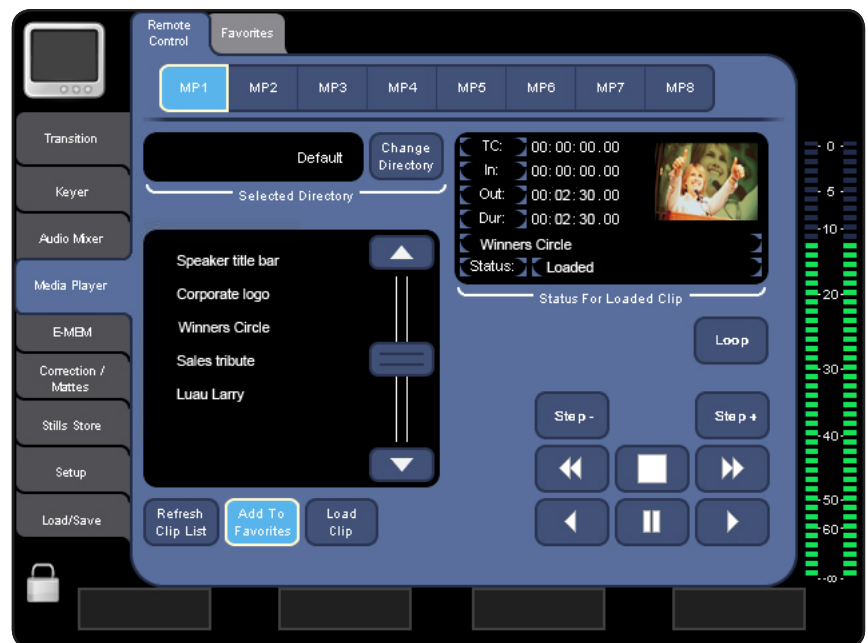 Remote
Control
Favorites
MP1 MP2 MP3 MP4 MP5 MP6 MP7 MP8
Transition
Keyer
Audio Mixer
Media Player
E-MEM
Correction /
Mattes
Stills Store
Setup
Load/Save
Default
Change
Directory
Selected Directory
Speaker title bar
Corporate logo
Winners Circle
Sales tribute
Luau Larry
Refresh
Clip List
Add To
Favorites
Load
Clip
TC: 00:00:00.00
In: 00:00:00.00
Out: 00:02:30.00
Dur: 00:02:30.00
Winners Circle
Status: Loaded
Status For Loaded Clip
Loop
Step -
Step +
- 0 -
- 5 -
-10-
-20-
-30-
-40-
-50-
-60-
--∞-